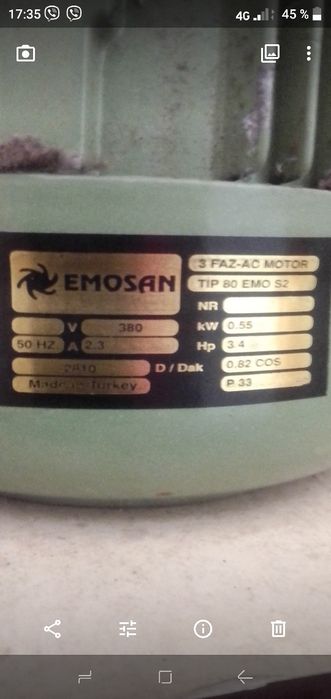 17:35 4G 45 %
EMOSAN
3 FAZ-AC MOTOR
TIP 80 EMO S2
NR
V 380 kW 0.55
50 HZ A 2.3 Hp 3.4
2810 D / Dak 0.82 COS
Made in Turkey P 33